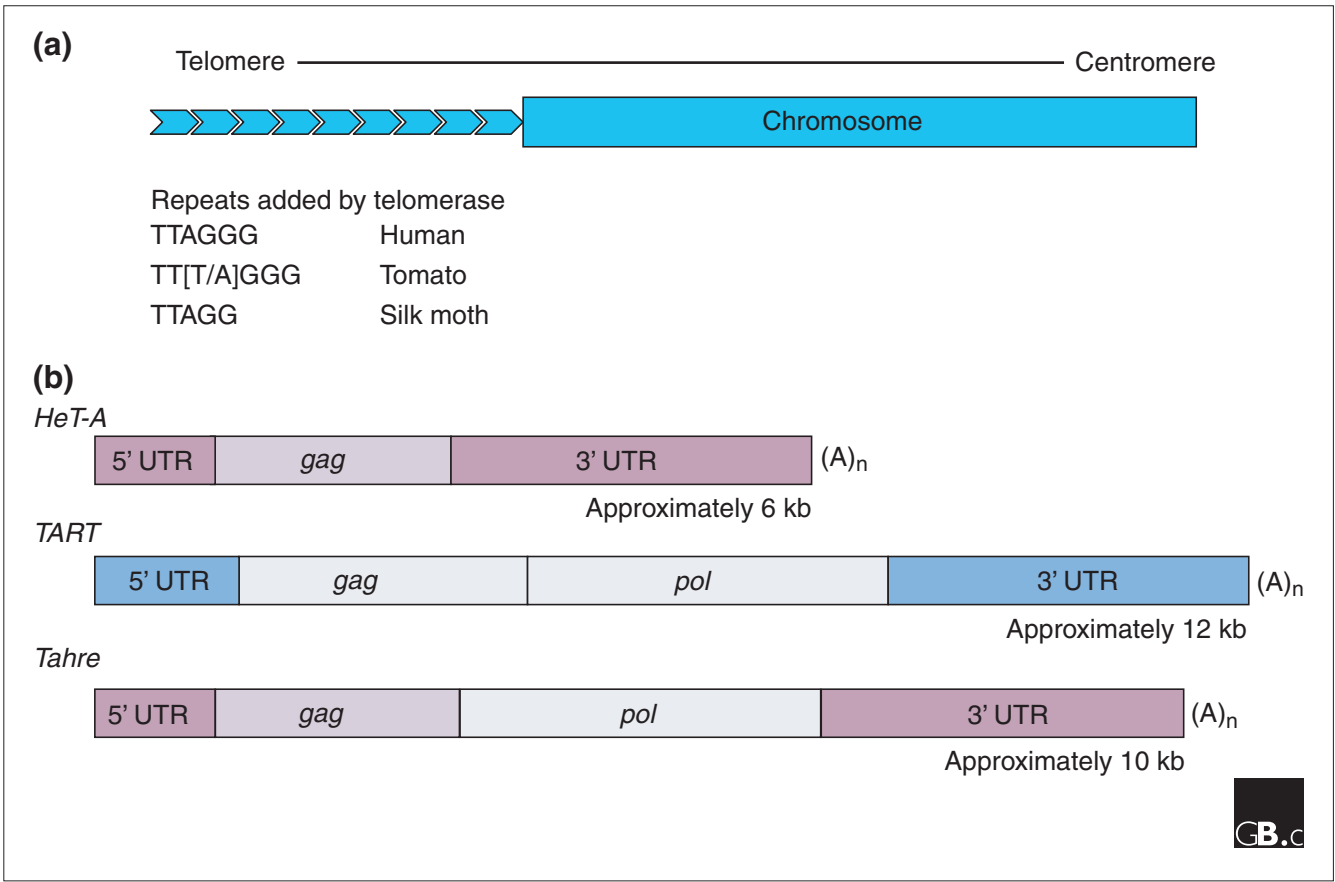 (a)
Telomere Centromere
Chromosome
Repeats added by telomerase
TTAGGG Human
TT[T/A]GGG Tomato
TTAGG Silk moth
(b)
HeT-A
5' UTR gag 3' UTR (A)n
Approximately 6 kb
TART
5' UTR gag pol 3' UTR (A)n
Approximately 12 kb
Tahre
5' UTR gag pol 3' UTR (A)n
Approximately 10 kb
GB.c